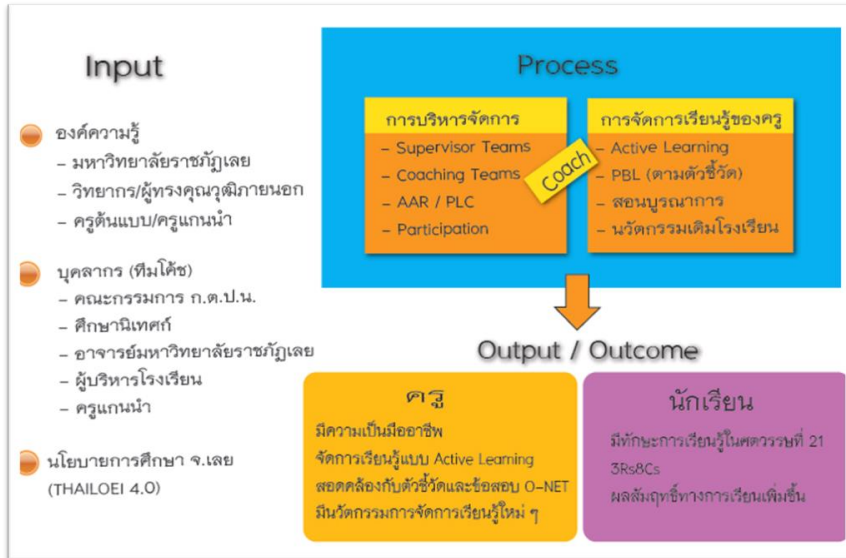 Input
องค์ความรู้
– มหาวิทยาลัยราชภัฏเลย
– วิทยากร/ผู้ทรงคุณวุฒิภายนอก
– ครูต้นแบบ/ครูแกนนำ
บุคลากร (ทีมโค้ช)
– คณะกรรมการ ก.ต.ป.น.
– ศึกษานิเทศก์
– อาจารย์มหาวิทยาลัยราชภัฏเลย
– ผู้บริหารโรงเรียน
– ครูแกนนำ
นโยบายการศึกษา จ.เลย
(THAILOEI 4.0)
Process
การบริหารจัดการ
– Supervisor Teams
– Coaching Teams
– AAR / PLC
– Participation
Coach
การจัดการเรียนรู้ของครู
– Active Learning
– PBL (ตามตัวชี้วัด)
– สอนบูรณาการ
– นวัตกรรมเดิมโรงเรียน
Output / Outcome
ครู
มีความเป็นมืออาชีพ
จัดการเรียนรู้แบบ Active Learning
สอดคล้องกับตัวชี้วัดและข้อสอบ O-NET
มีนวัตกรรมการจัดการเรียนรู้ใหม่ ๆ
นักเรียน
มีทักษะการเรียนรู้ในศตวรรษที่ 21
3Rs8Cs
ผลสัมฤทธิ์ทางการเรียนเพิ่มขึ้น